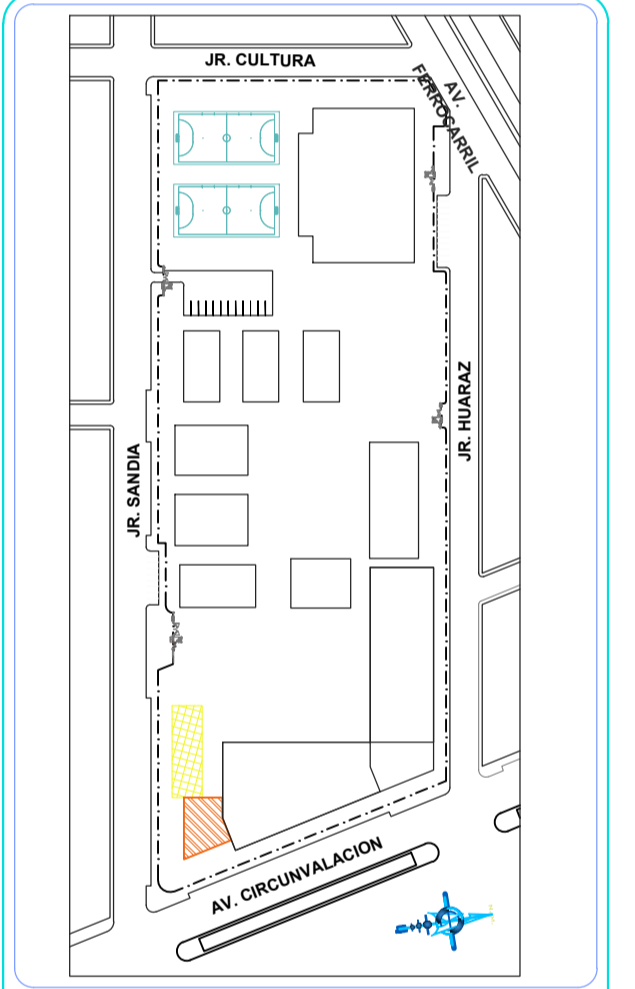 JR. CULTURA
AV.
FERROCARRIL
JR. HUARAZ
JR. SANDIA
AV. CIRCUNVALACION